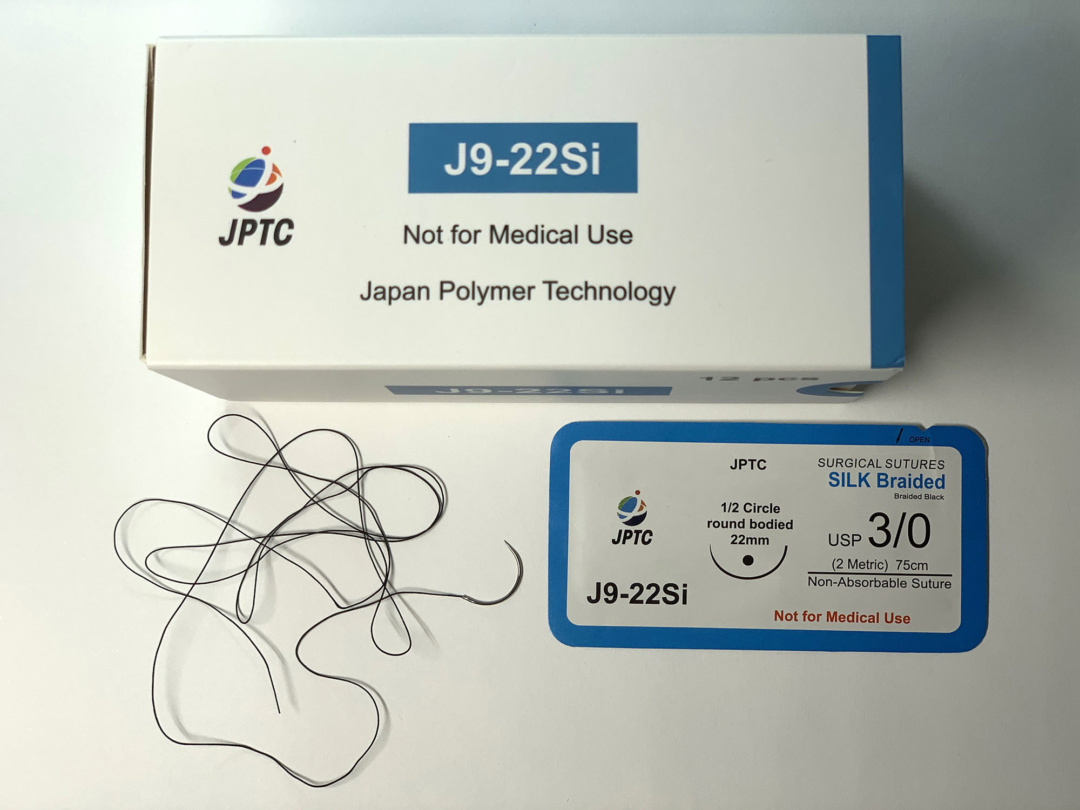 J9-22Si
JPTC
Not for Medical Use
Japan Polymer Technology
J9-22Si
12 pcs
OPEN
JPTC
SURGICAL SUTURES
SILK Braided
Braided Black
1/2 Circle
round bodied
22mm
JPTC
USP 3/0
(2 Metric) 75cm
Non-Absorbable Suture
J9-22Si
Not for Medical Use